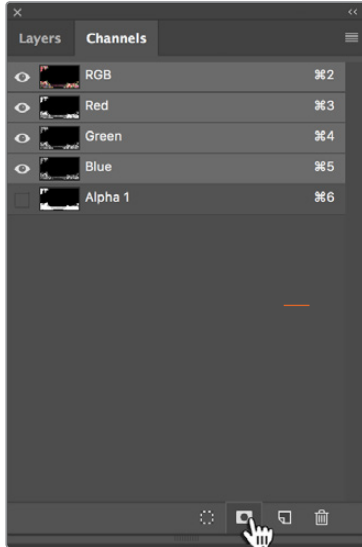 Layers Channels
RGB ⌘2
Red ⌘3
Green ⌘4
Blue ⌘5
Alpha 1 ⌘6